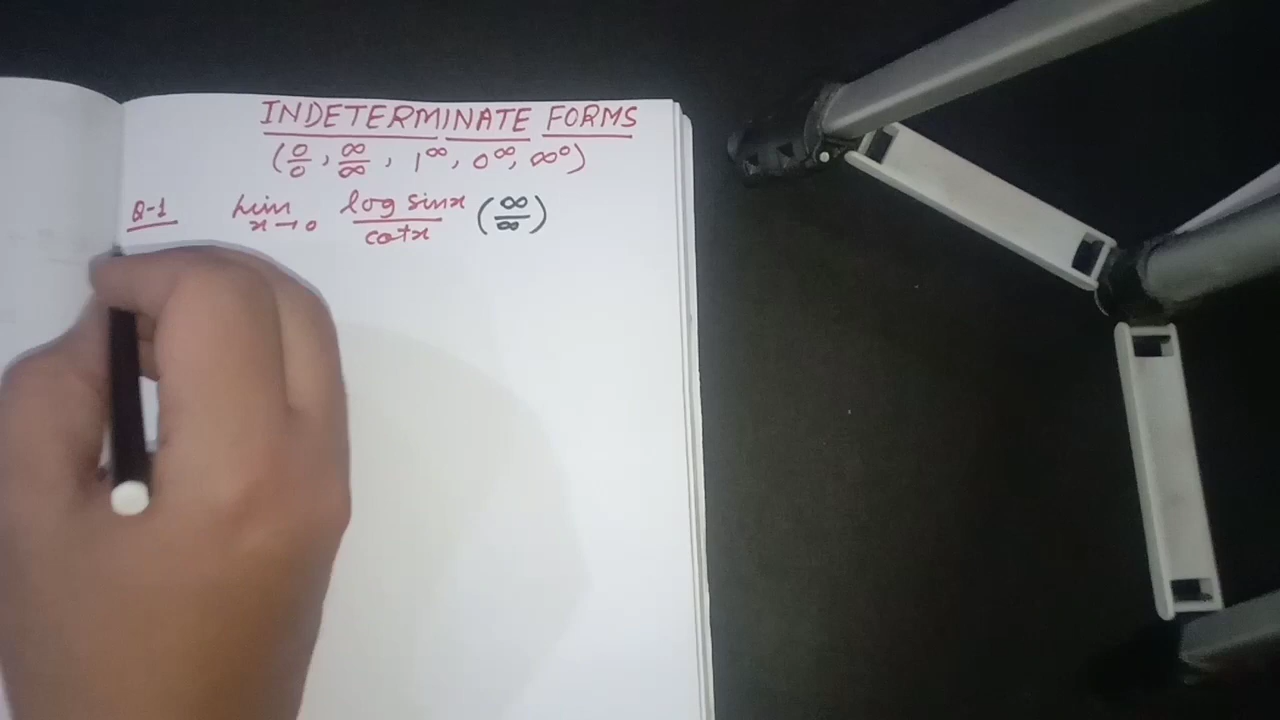 INDETERMINATE FORMS
(0/0, ∞/∞, 1^∞, 0^∞, ∞^0)
Q-1 lim x→0 log sinx / cotx (∞/∞)